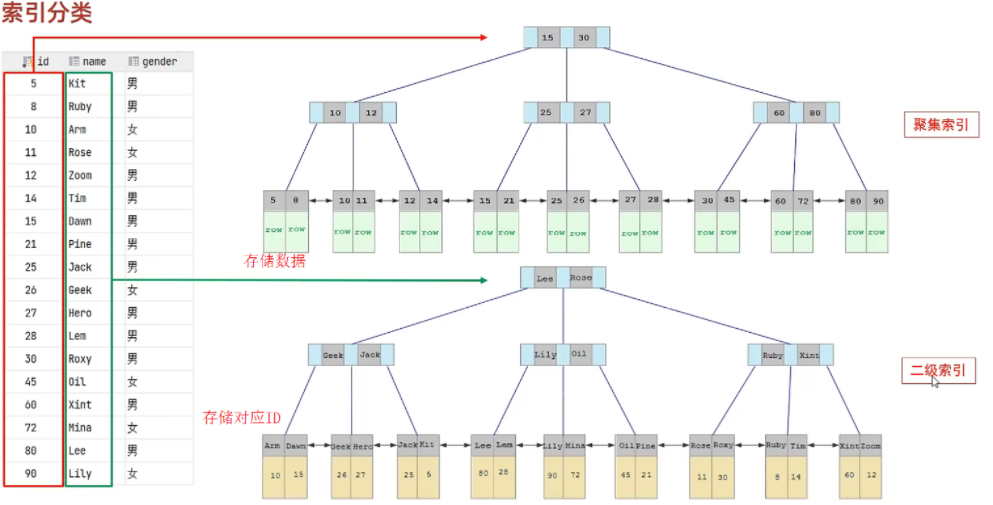 索引分类
id name gender
5 Kit 男
8 Ruby 男
10 Arm 女
11 Rose 女
12 Zoom 男
14 Tim 男
15 Dawn 男
21 Pine 男
25 Jack 男
26 Geek 女
27 Hero 男
28 Lem 男
30 Roxy 男
45 Oil 女
60 Xint 男
72 Mina 女
80 Lee 男
90 Lily 女
15 30
10 12 25 27 60 80
聚集索引
5 8 10 11 12 14 15 21 25 26 27 28 30 45 60 72 80 90
row row row row row row row row row row row row row row row row row row
存储数据
Lee Rose
Geek Jack Lily Oil Ruby Xint
二级索引
存储对应ID
Arm Dawn Geek Hero Jack Kit Lee Lem Lily Mina Oil Pine Rose Roxy Ruby Tim Xint Zoom
10 15 26 27 25 5 80 28 90 72 45 21 11 30 8 14 60 12